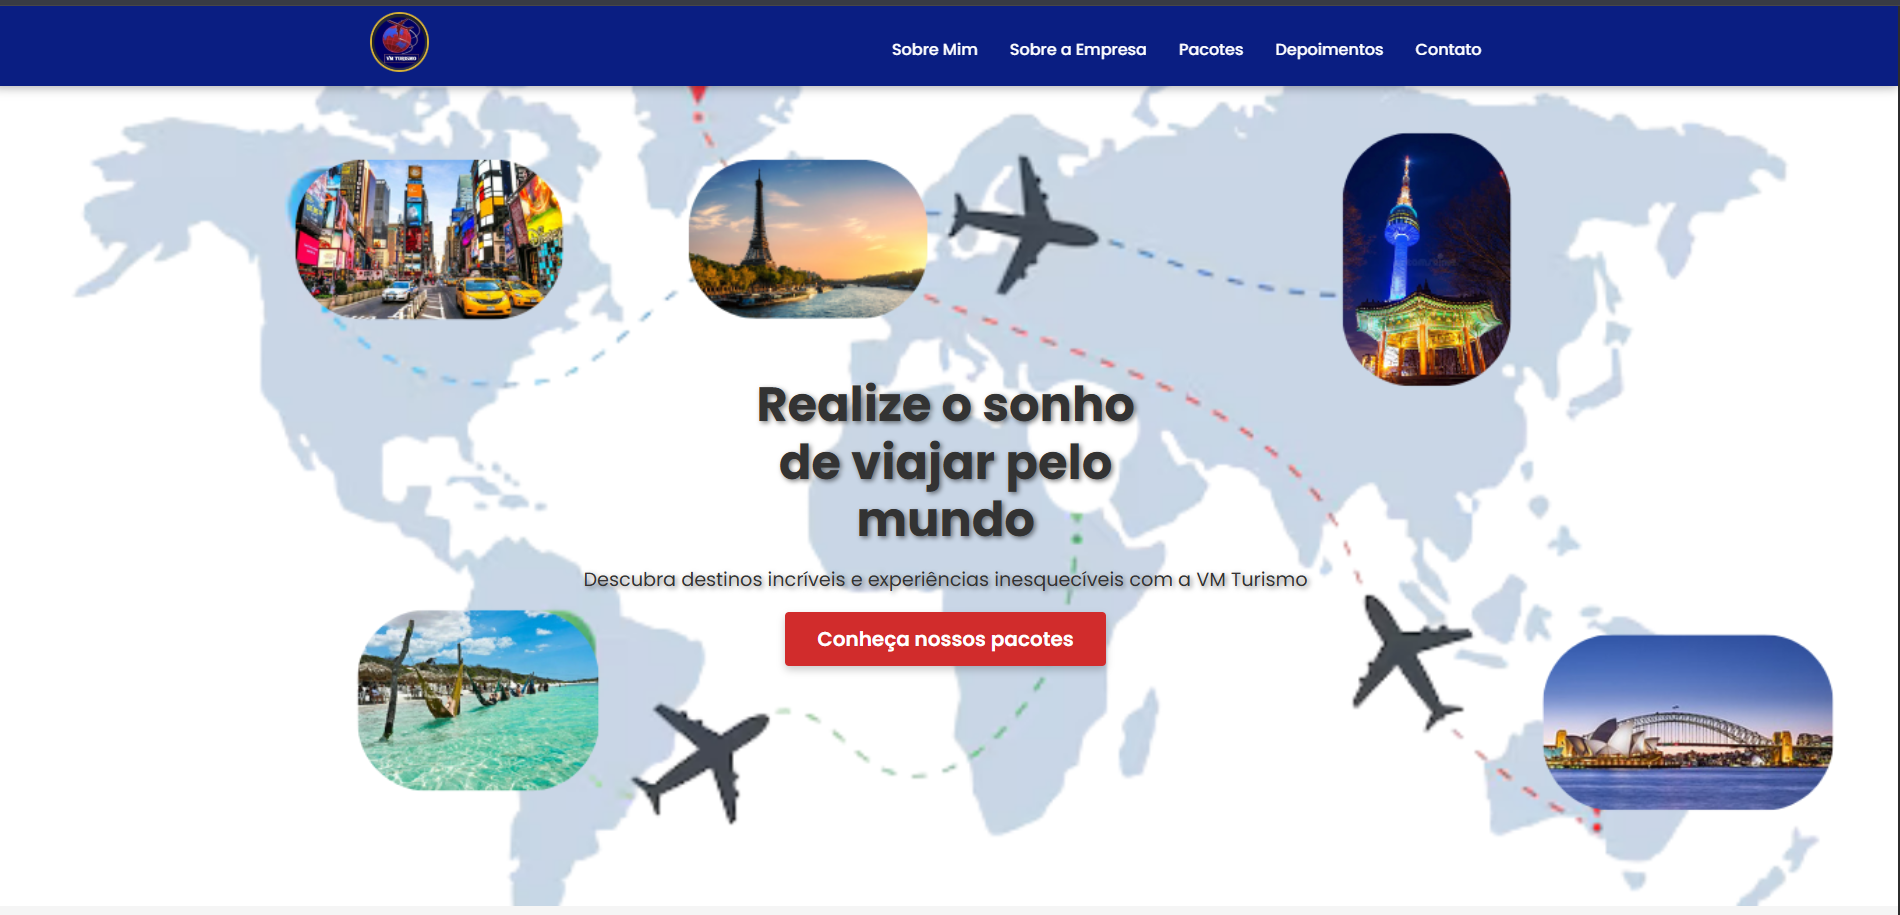 VM TURISMO
Sobre Mim
Sobre a Empresa
Pacotes
Depoimentos
Contato
Realize o sonho
de viajar pelo
mundo
Descubra destinos incríveis e experiências inesquecíveis com a VM Turismo
Conheça nossos pacotes